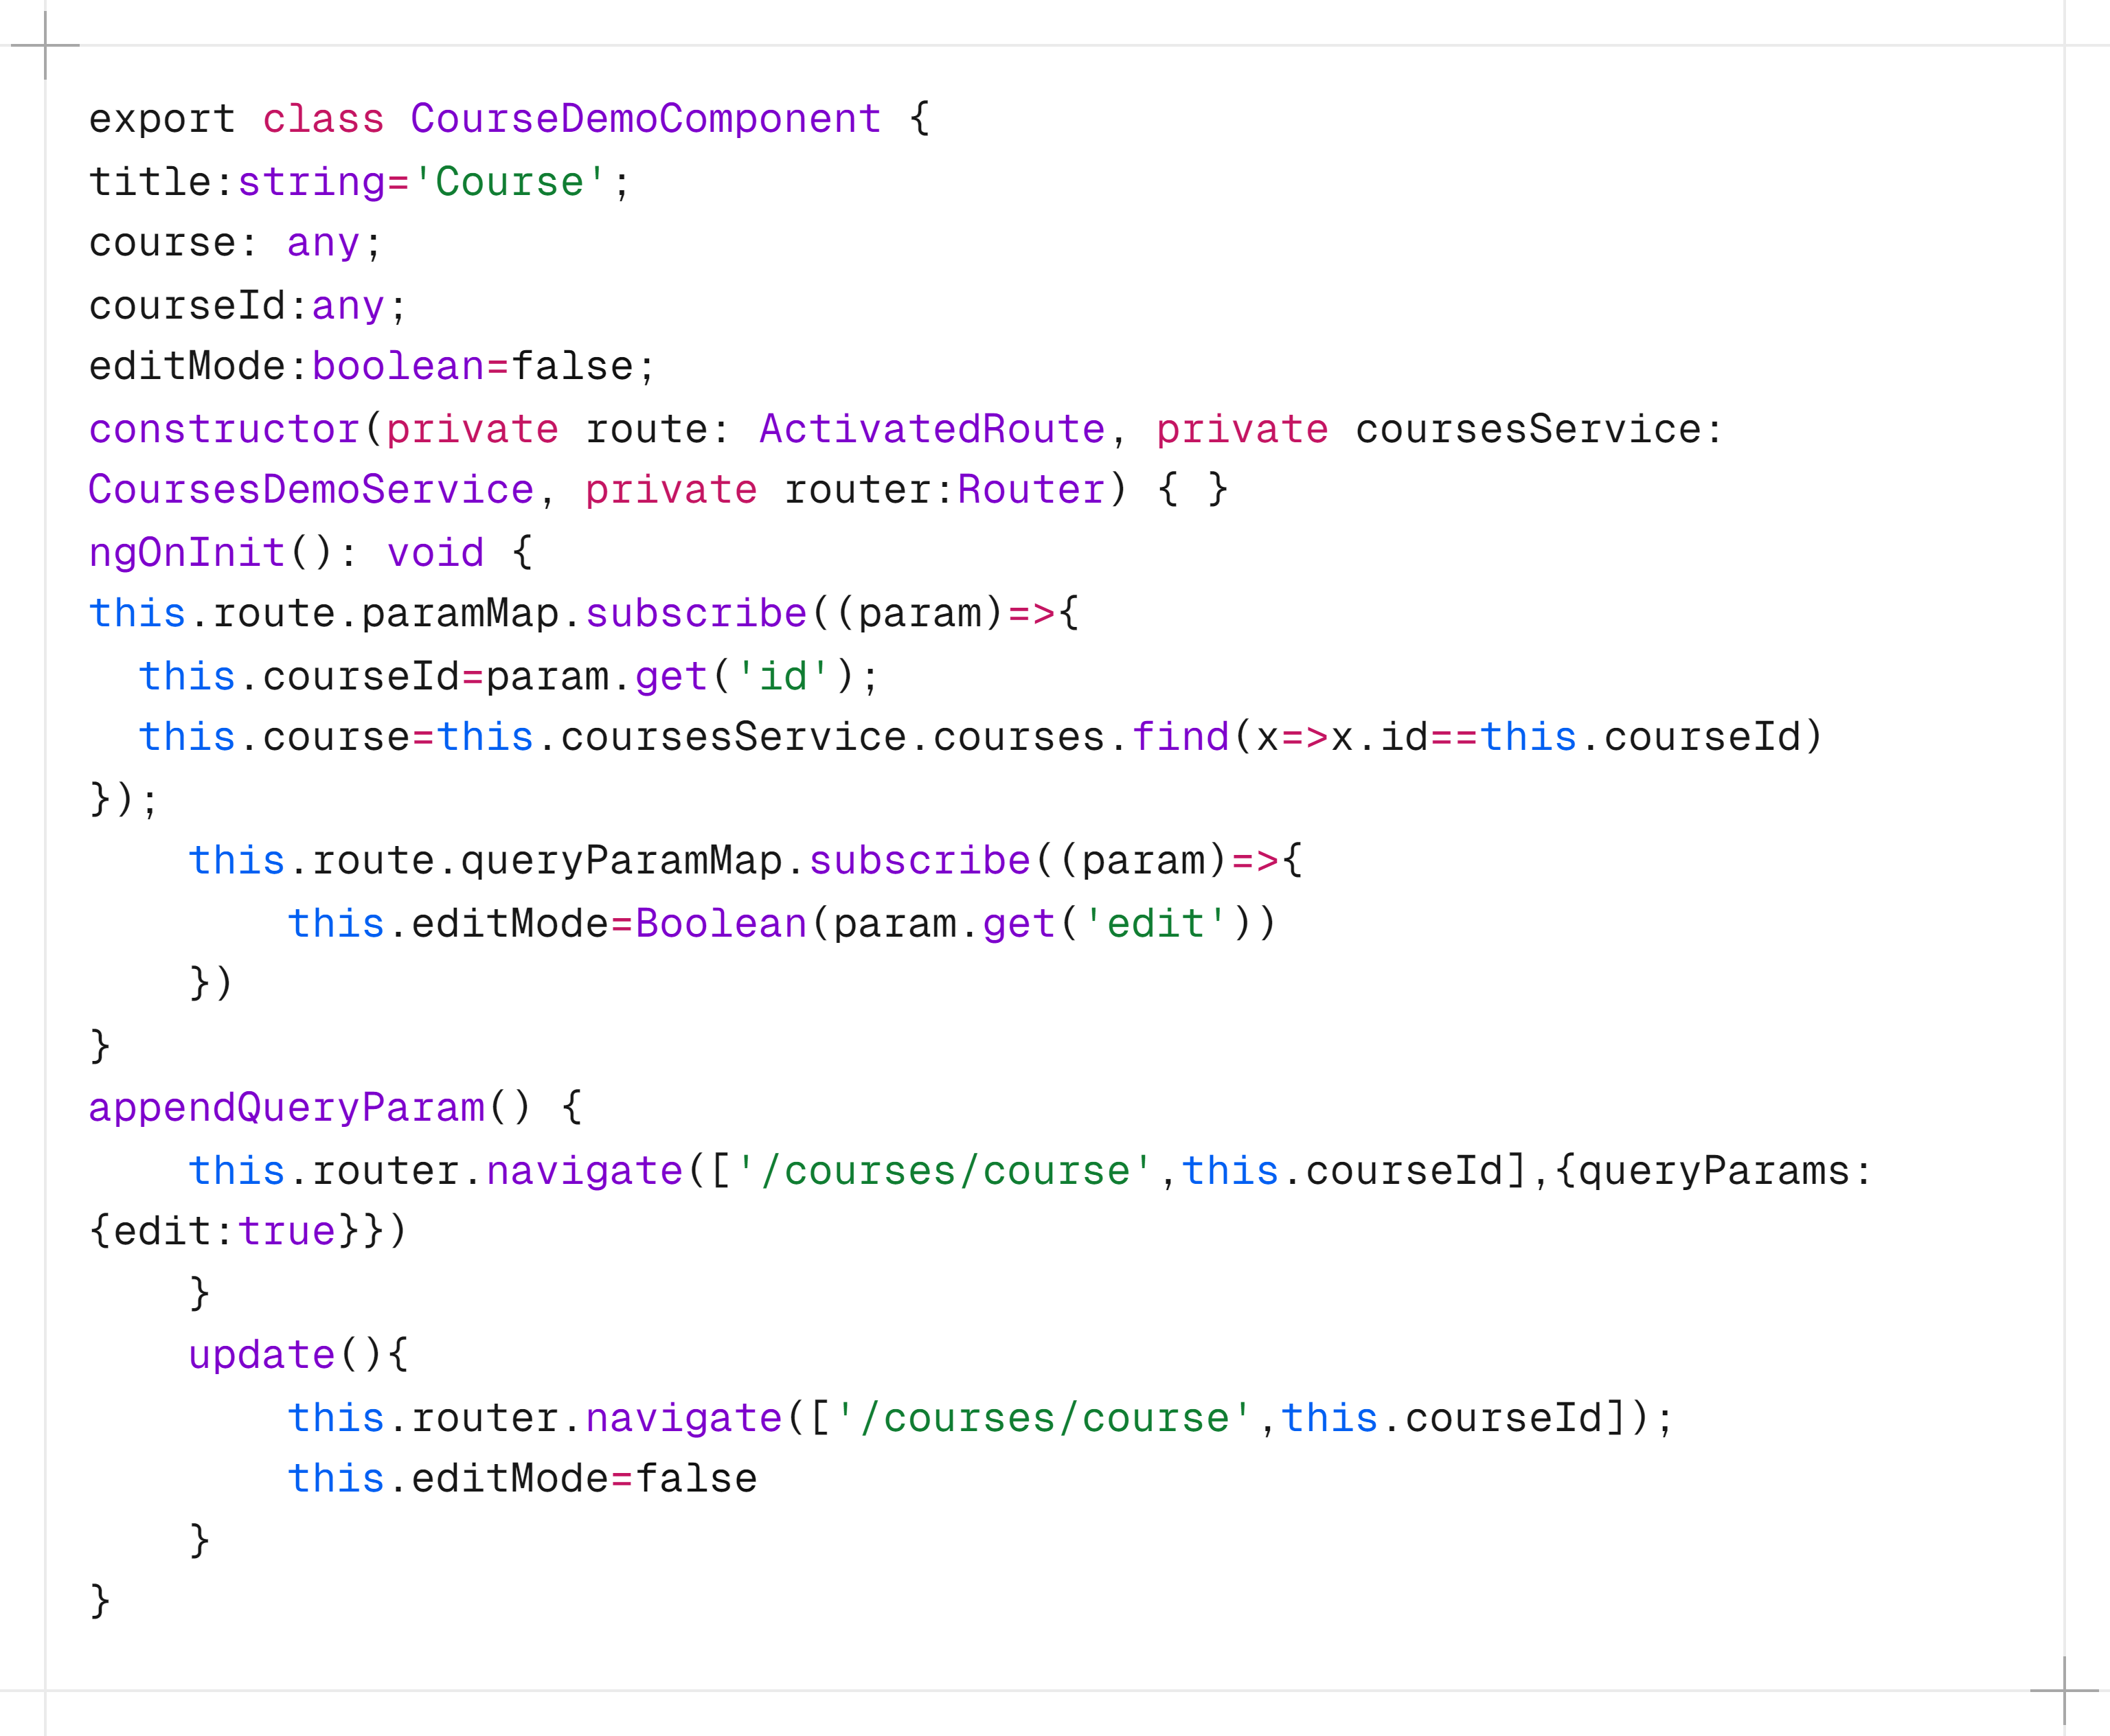 export class CourseDemoComponent {
title:string='Course';
course: any;
courseId:any;
editMode:boolean=false;
constructor(private route: ActivatedRoute, private coursesService:
CoursesDemoService, private router:Router) { }
ngOnInit(): void {
this.route.paramMap.subscribe((param)=>{
  this.courseId=param.get('id');
  this.course=this.coursesService.courses.find(x=>x.id==this.courseId)
});
    this.route.queryParamMap.subscribe((param)=>{
        this.editMode=Boolean(param.get('edit'))
    })
}
appendQueryParam() {
    this.router.navigate(['/courses/course',this.courseId],{queryParams:
{edit:true}})
    }
    update(){
        this.router.navigate(['/courses/course',this.courseId]);
        this.editMode=false
    }
}